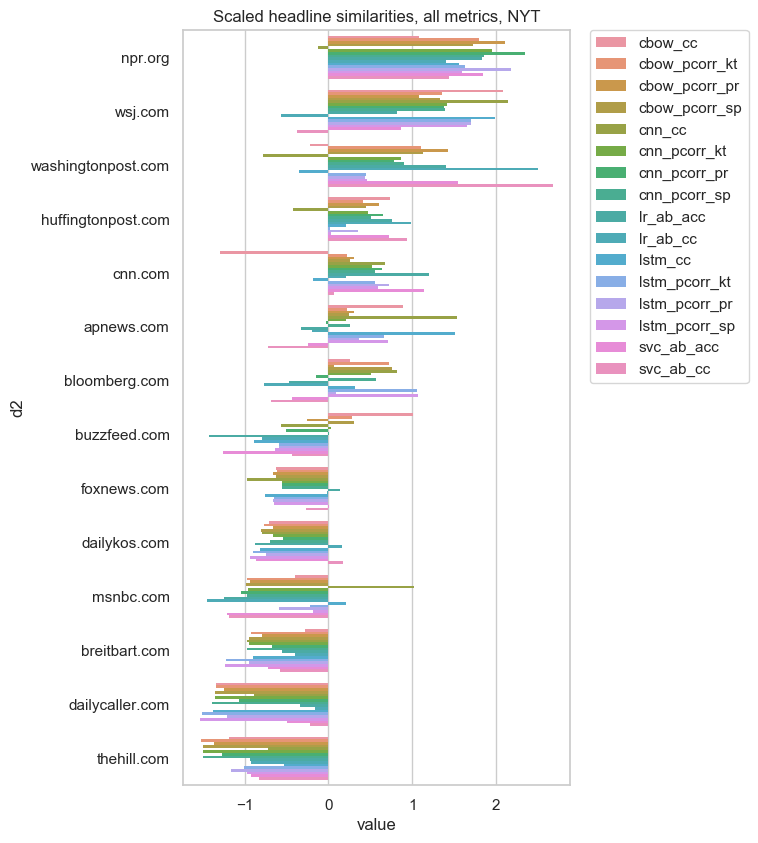 Scaled headline similarities, all metrics, NYT
d2
npr.org
wsj.com
washingtonpost.com
huffingtonpost.com
cnn.com
apnews.com
bloomberg.com
buzzfeed.com
foxnews.com
dailykos.com
msnbc.com
breitbart.com
dailycaller.com
thehill.com
−1 0 1 2
value
cbow_cc
cbow_pcorr_kt
cbow_pcorr_pr
cbow_pcorr_sp
cnn_cc
cnn_pcorr_kt
cnn_pcorr_pr
cnn_pcorr_sp
lr_ab_acc
lr_ab_cc
lstm_cc
lstm_pcorr_kt
lstm_pcorr_pr
lstm_pcorr_sp
svc_ab_acc
svc_ab_cc